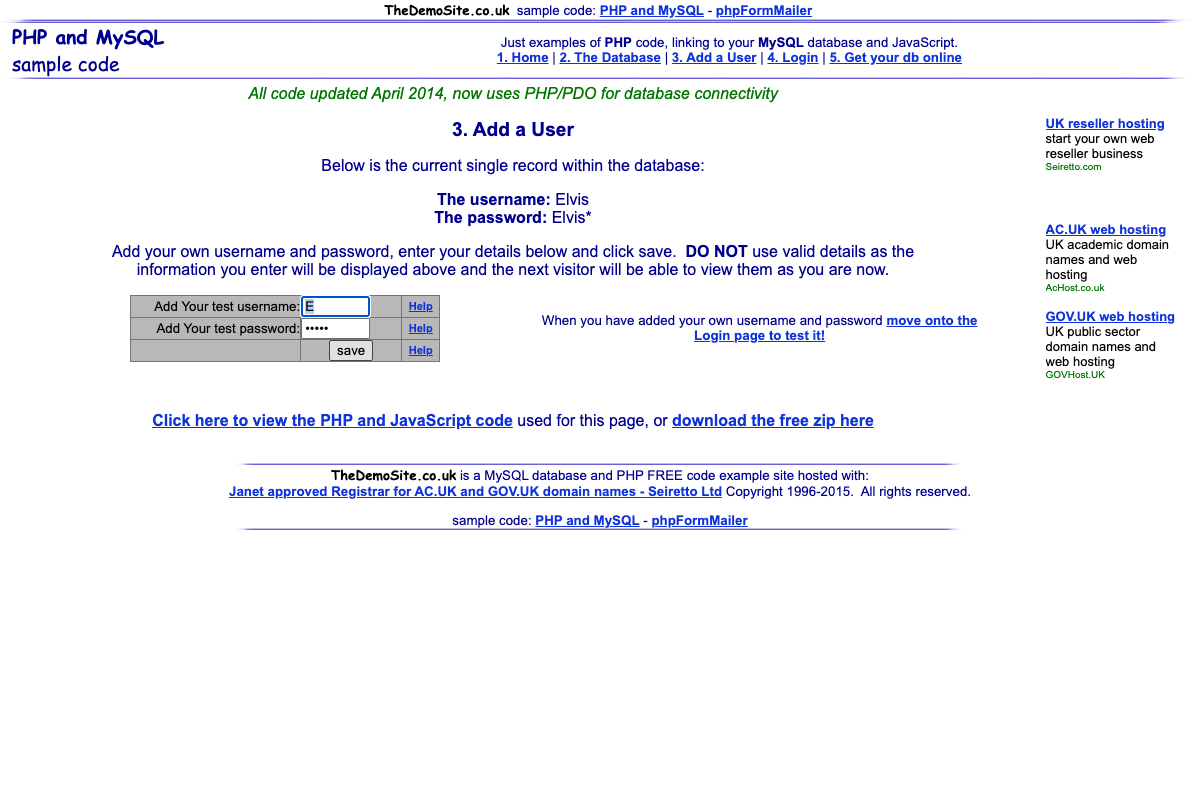 TheDemoSite.co.uk  sample code: PHP and MySQL - phpFormMailer
PHP and MySQL
sample code
Just examples of PHP code, linking to your MySQL database and JavaScript.
1. Home | 2. The Database | 3. Add a User | 4. Login | 5. Get your db online
All code updated April 2014, now uses PHP/PDO for database connectivity
3. Add a User
Below is the current single record within the database:
The username: Elvis
The password: Elvis*
Add your own username and password, enter your details below and click save.  DO NOT use valid details as the
information you enter will be displayed above and the next visitor will be able to view them as you are now.
Add Your test username: E Help
Add Your test password: ••••• Help
save Help
When you have added your own username and password move onto the
Login page to test it!
Click here to view the PHP and JavaScript code used for this page, or download the free zip here
UK reseller hosting
start your own web
reseller business
Seiretto.com
AC.UK web hosting
UK academic domain
names and web
hosting
AcHost.co.uk
GOV.UK web hosting
UK public sector
domain names and
web hosting
GOVHost.UK
TheDemoSite.co.uk is a MySQL database and PHP FREE code example site hosted with:
Janet approved Registrar for AC.UK and GOV.UK domain names - Seiretto Ltd Copyright 1996-2015.  All rights reserved.
sample code: PHP and MySQL - phpFormMailer